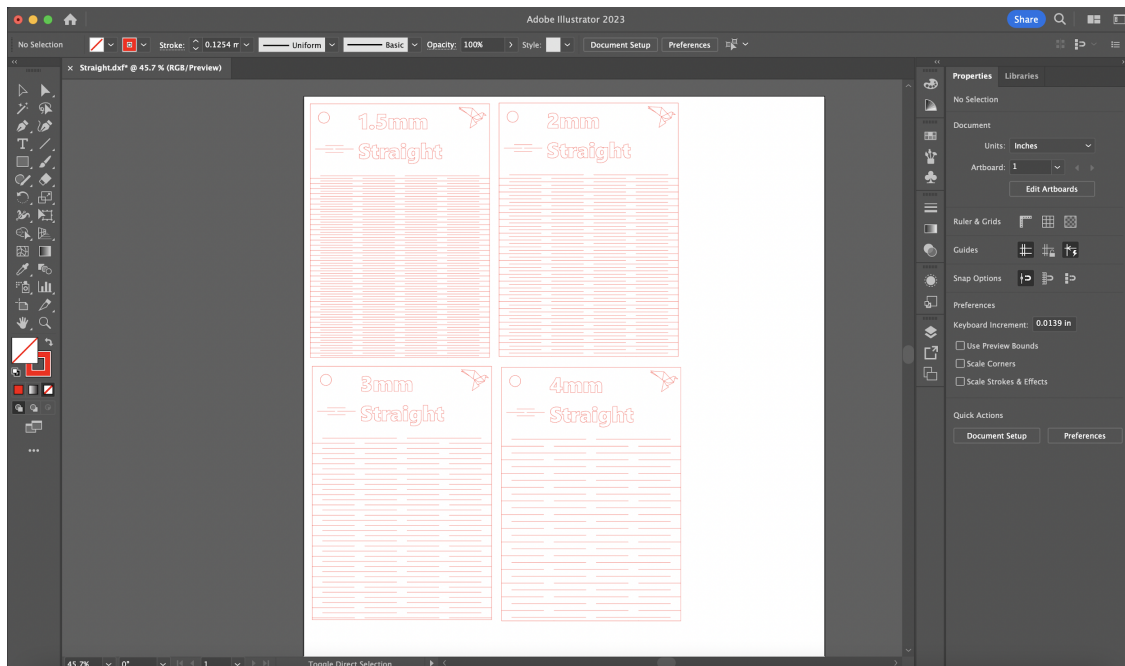 Adobe Illustrator 2023
Share
No Selection
Stroke:
0.1254 
Uniform
Basic
Opacity:
100%
Style:
Document Setup
Preferences
Straight.dxf* @ 45.7 % (RGB/Preview)
1.5mm
Straight
2mm
Straight
3mm
Straight
4mm
Straight
Properties
Libraries
No Selection
Document
Units:
Inches
Artboard:
1
Edit Artboards
Ruler & Grids
Guides
Snap Options
Preferences
Keyboard Increment:
0.0139 in
Use Preview Bounds
Scale Corners
Scale Strokes & Effects
Quick Actions
Document Setup
Preferences
45.7%
0°
1
Toggle Direct Selection